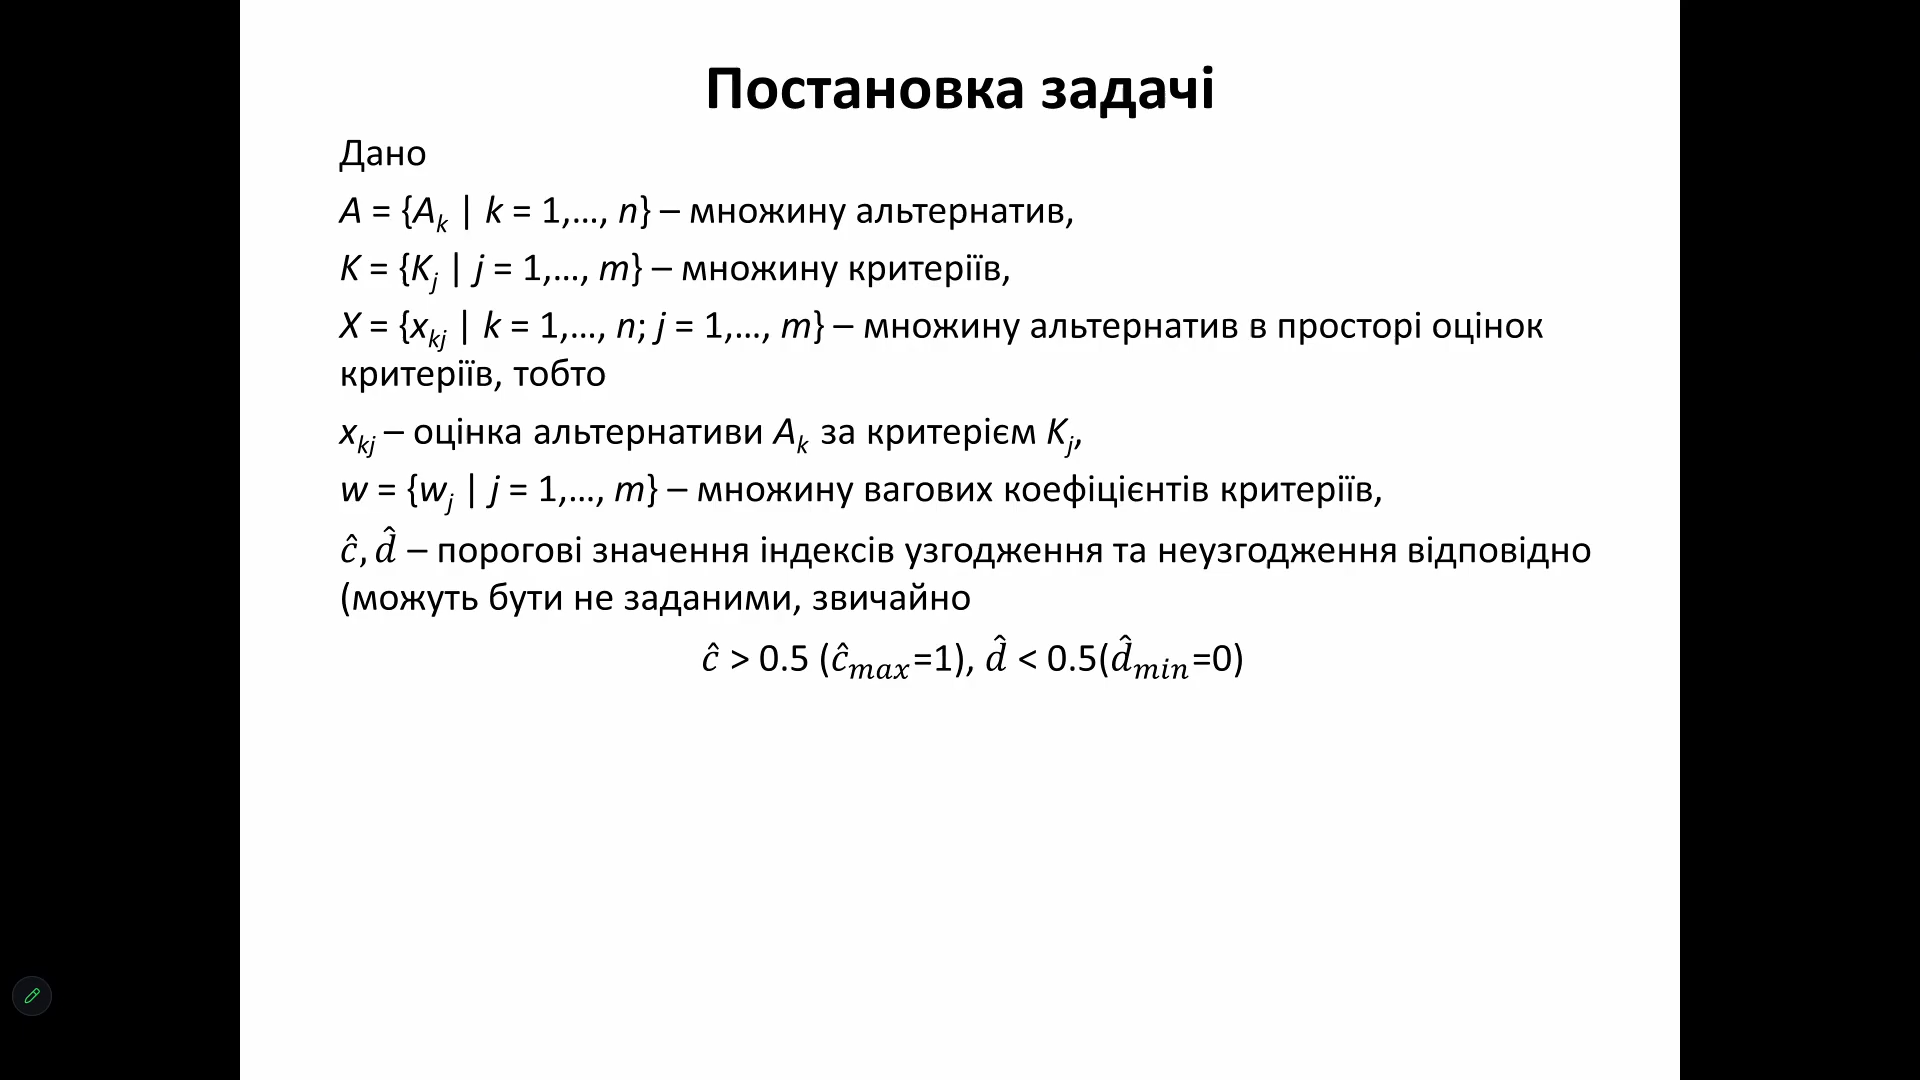 Постановка задачі
Дано
A = {Aₖ | k = 1,..., n} – множину альтернатив,
K = {Kⱼ | j = 1,..., m} – множину критеріїв,
X = {xₖⱼ | k = 1,..., n; j = 1,..., m} – множину альтернатив в просторі оцінок
критеріїв, тобто
xₖⱼ – оцінка альтернативи Aₖ за критерієм Kⱼ,
w = {wⱼ | j = 1,..., m} – множину вагових коефіцієнтів критеріїв,
ĉ, d̂ – порогові значення індексів узгодження та неузгодження відповідно
(можуть бути не заданими, звичайно
ĉ > 0.5 (ĉ_max=1), d̂ < 0.5(d̂_min=0)